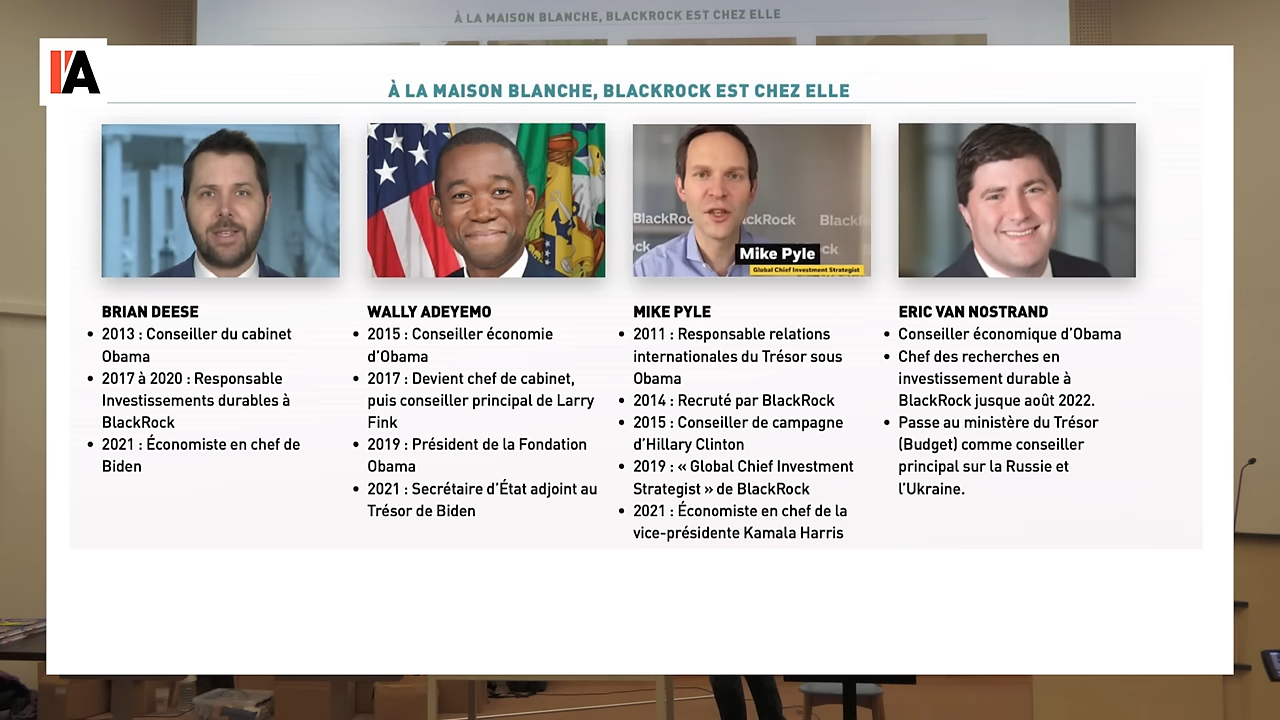 À LA MAISON BLANCHE, BLACKROCK EST CHEZ ELLE
I'A
À LA MAISON BLANCHE, BLACKROCK EST CHEZ ELLE
BlackRoc
ckRock
BlackR
ck
Mike Pyle
Global Chief Investment Strategist
BRIAN DEESE
• 2013 : Conseiller du cabinet
Obama
• 2017 à 2020 : Responsable
Investissements durables à
BlackRock
• 2021 : Économiste en chef de
Biden
WALLY ADEYEMO
• 2015 : Conseiller économie
d'Obama
• 2017 : Devient chef de cabinet,
puis conseiller principal de Larry
Fink
• 2019 : Président de la Fondation
Obama
• 2021 : Secrétaire d'État adjoint au
Trésor de Biden
MIKE PYLE
• 2011 : Responsable relations
internationales du Trésor sous
Obama
• 2014 : Recruté par BlackRock
• 2015 : Conseiller de campagne
d'Hillary Clinton
• 2019 : « Global Chief Investment
Strategist » de BlackRock
• 2021 : Économiste en chef de la
vice-présidente Kamala Harris
ERIC VAN NOSTRAND
• Conseiller économique d'Obama
• Chef des recherches en
investissement durable à
BlackRock jusque août 2022.
• Passe au ministère du Trésor
(Budget) comme conseiller
principal sur la Russie et
l'Ukraine.